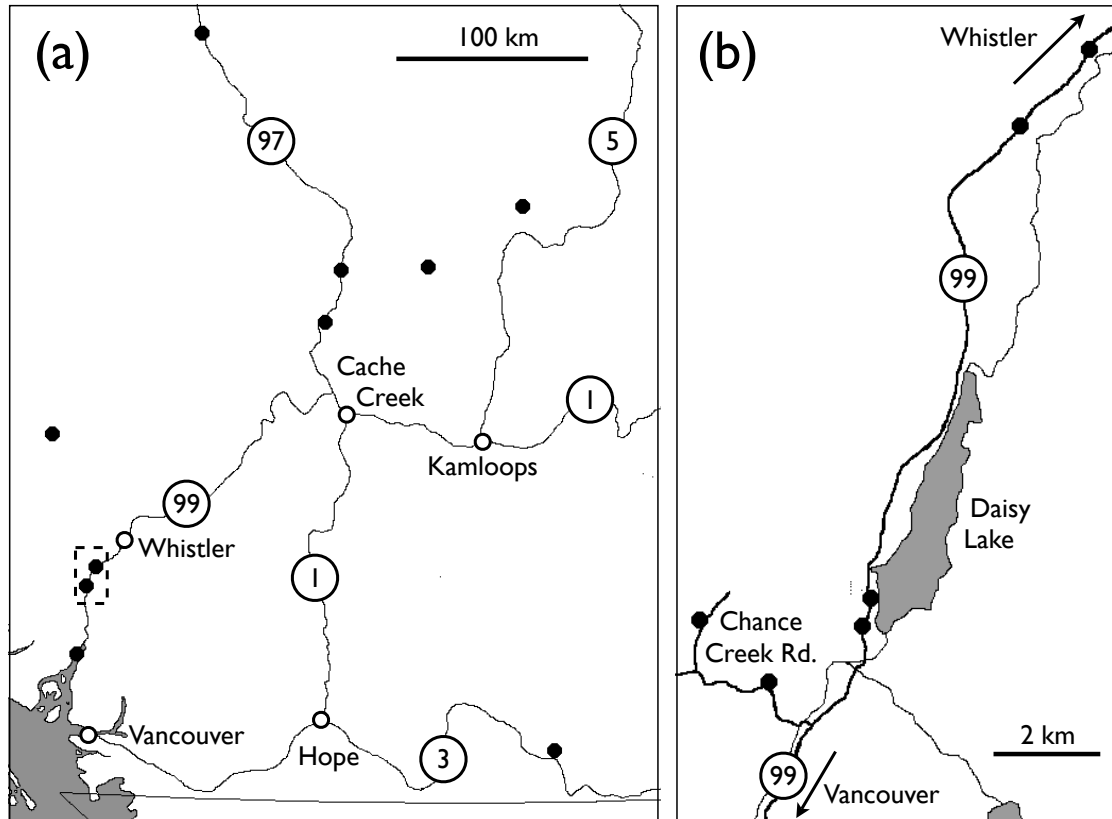 (a)
100 km
97
5
Cache
Creek
1
Kamloops
99
Whistler
1
Vancouver
Hope
3
(b)
Whistler
99
Daisy
Lake
Chance
Creek Rd.
2 km
99
Vancouver